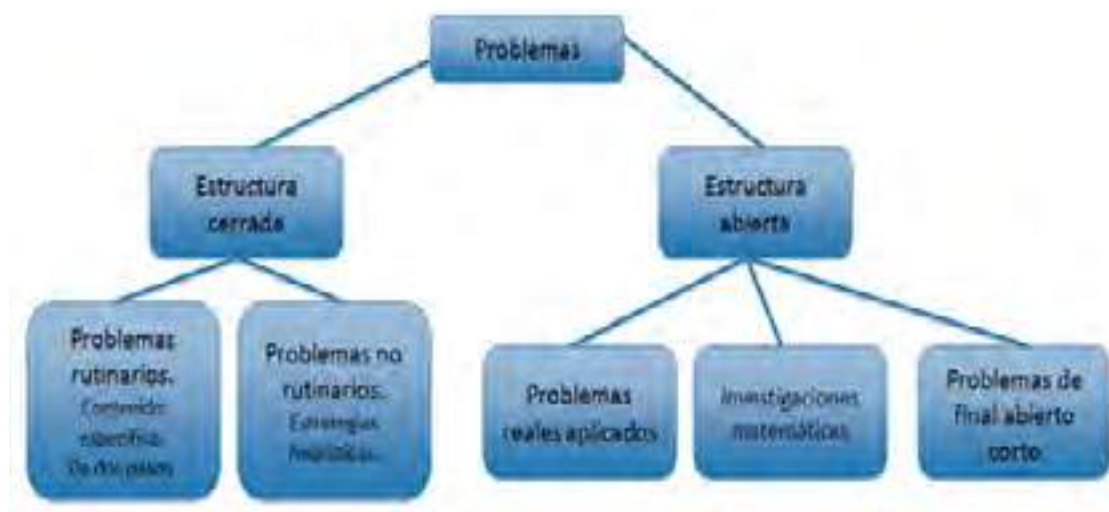 Problemas
Estructura
cerrada
Estructura
abierta
Problemas
rutinarios.
Contenido
específico.
De dos pasos
Problemas no
rutinarios.
Estrategias
heurísticas.
Problemas
reales aplicados
Investigaciones
matemáticas
Problemas de
final abierto
corto